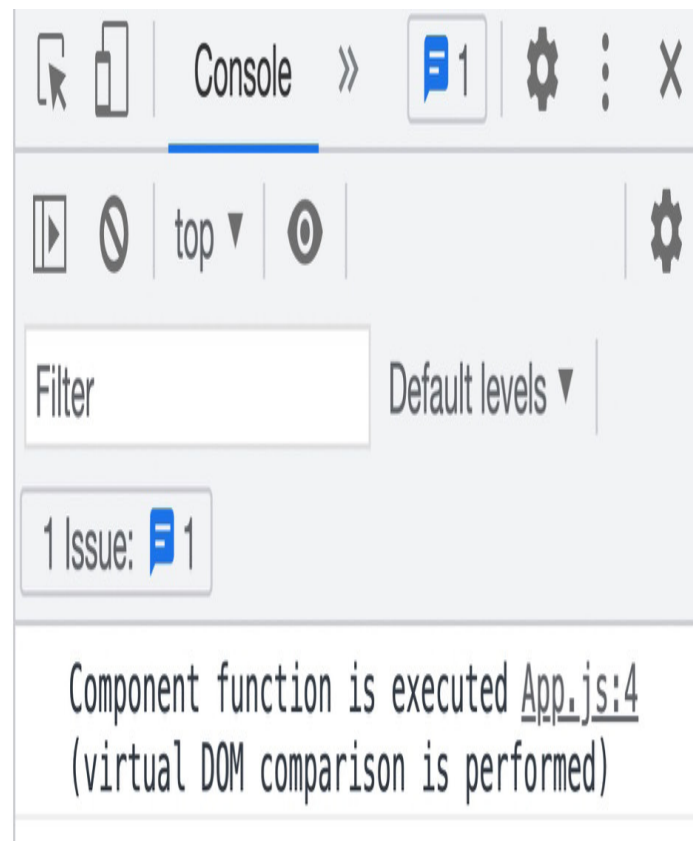 Console 1
top
Filter Default levels
1 Issue: 1
Component function is executed App.js:4
(virtual DOM comparison is performed)